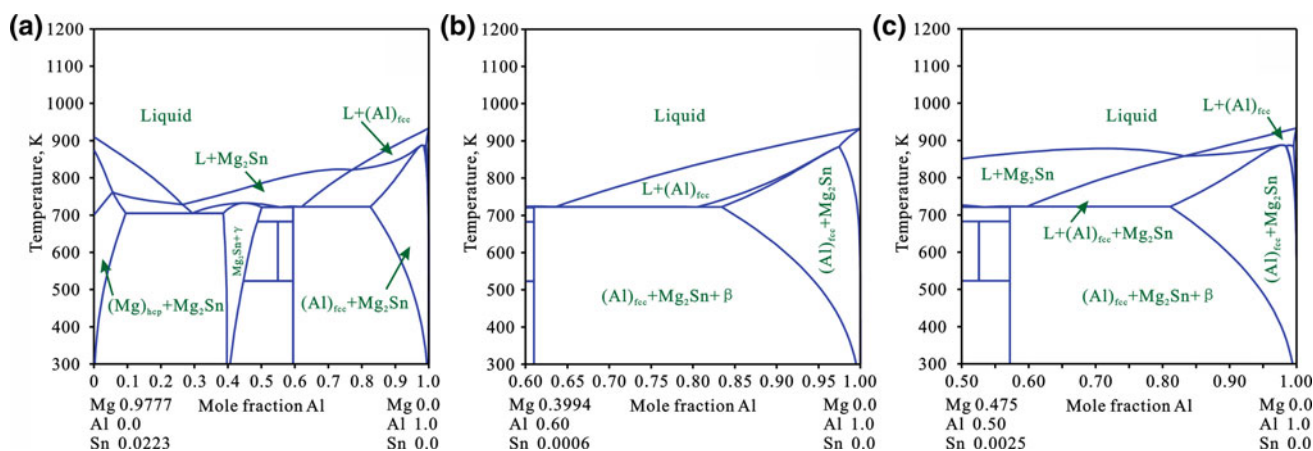 (a)
1200
1100
1000
900
800
700
600
500
400
300
Temperature, K
Liquid
L+(Al)fcc
L+Mg2Sn
Mg2Sn+γ
(Mg)hcp+Mg2Sn
(Al)fcc+Mg2Sn
0 0.1 0.2 0.3 0.4 0.5 0.6 0.7 0.8 0.9 1.0
Mg 0.9777 Mole fraction Al Mg 0.0
Al 0.0 Al 1.0
Sn 0.0223 Sn 0.0
(b)
1200
1100
1000
900
800
700
600
500
400
300
Temperature, K
Liquid
L+(Al)fcc
(Al)fcc+Mg2Sn
(Al)fcc+Mg2Sn+β
0.60 0.65 0.70 0.75 0.80 0.85 0.90 0.95 1.00
Mg 0.3994 Mole fraction Al Mg 0.0
Al 0.60 Al 1.0
Sn 0.0006 Sn 0.0
(c)
1200
1100
1000
900
800
700
600
500
400
300
Temperature, K
Liquid
L+(Al)fcc
L+Mg2Sn
L+(Al)fcc+Mg2Sn
(Al)fcc+Mg2Sn
(Al)fcc+Mg2Sn+β
0.50 0.60 0.70 0.80 0.90 1.00
Mg 0.475 Mole fraction Al Mg 0.0
Al 0.50 Al 1.0
Sn 0.0025 Sn 0.0